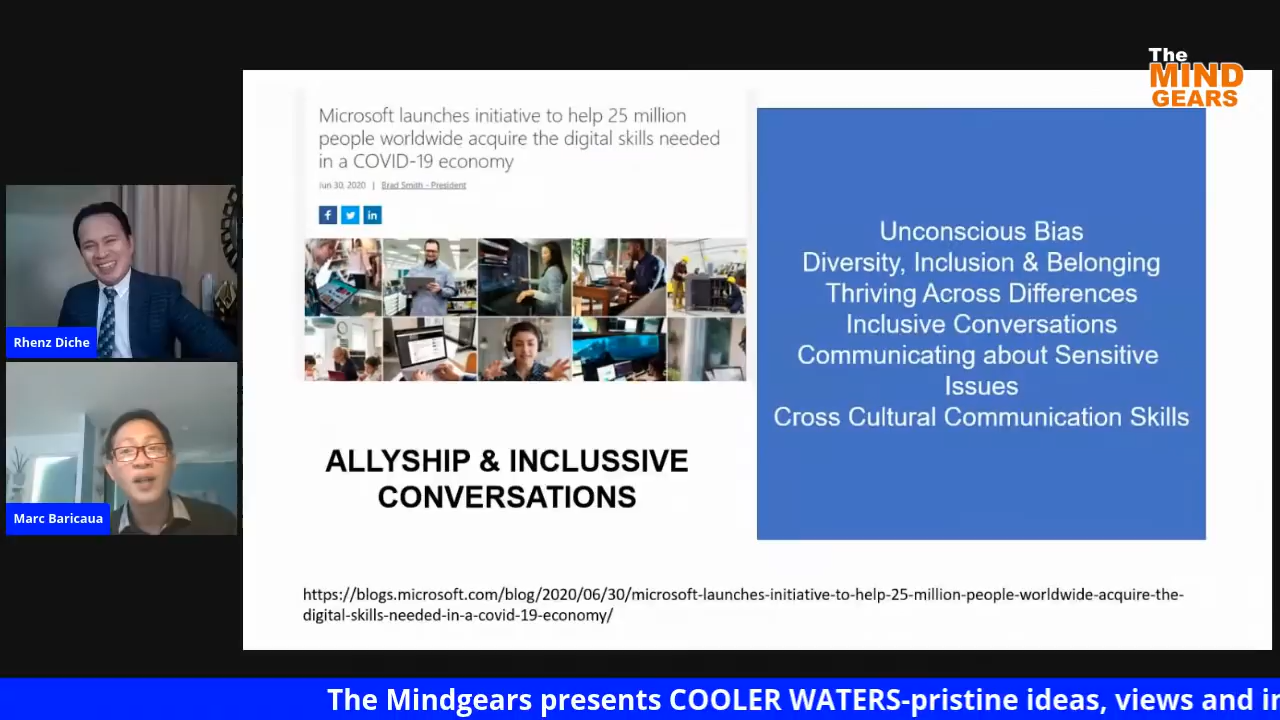 The
MIND
GEARS
Microsoft launches initiative to help 25 million
people worldwide acquire the digital skills needed
in a COVID-19 economy
Jun 30, 2020 | Brad Smith - President
f
in
Unconscious Bias
Diversity, Inclusion & Belonging
Thriving Across Differences
Inclusive Conversations
Communicating about Sensitive
Issues
Cross Cultural Communication Skills
Rhenz Diche
Marc Baricaua
ALLYSHIP & INCLUSSIVE
CONVERSATIONS
https://blogs.microsoft.com/blog/2020/06/30/microsoft-launches-initiative-to-help-25-million-people-worldwide-acquire-the-
digital-skills-needed-in-a-covid-19-economy/
The Mindgears presents COOLER WATERS-pristine ideas, views and in